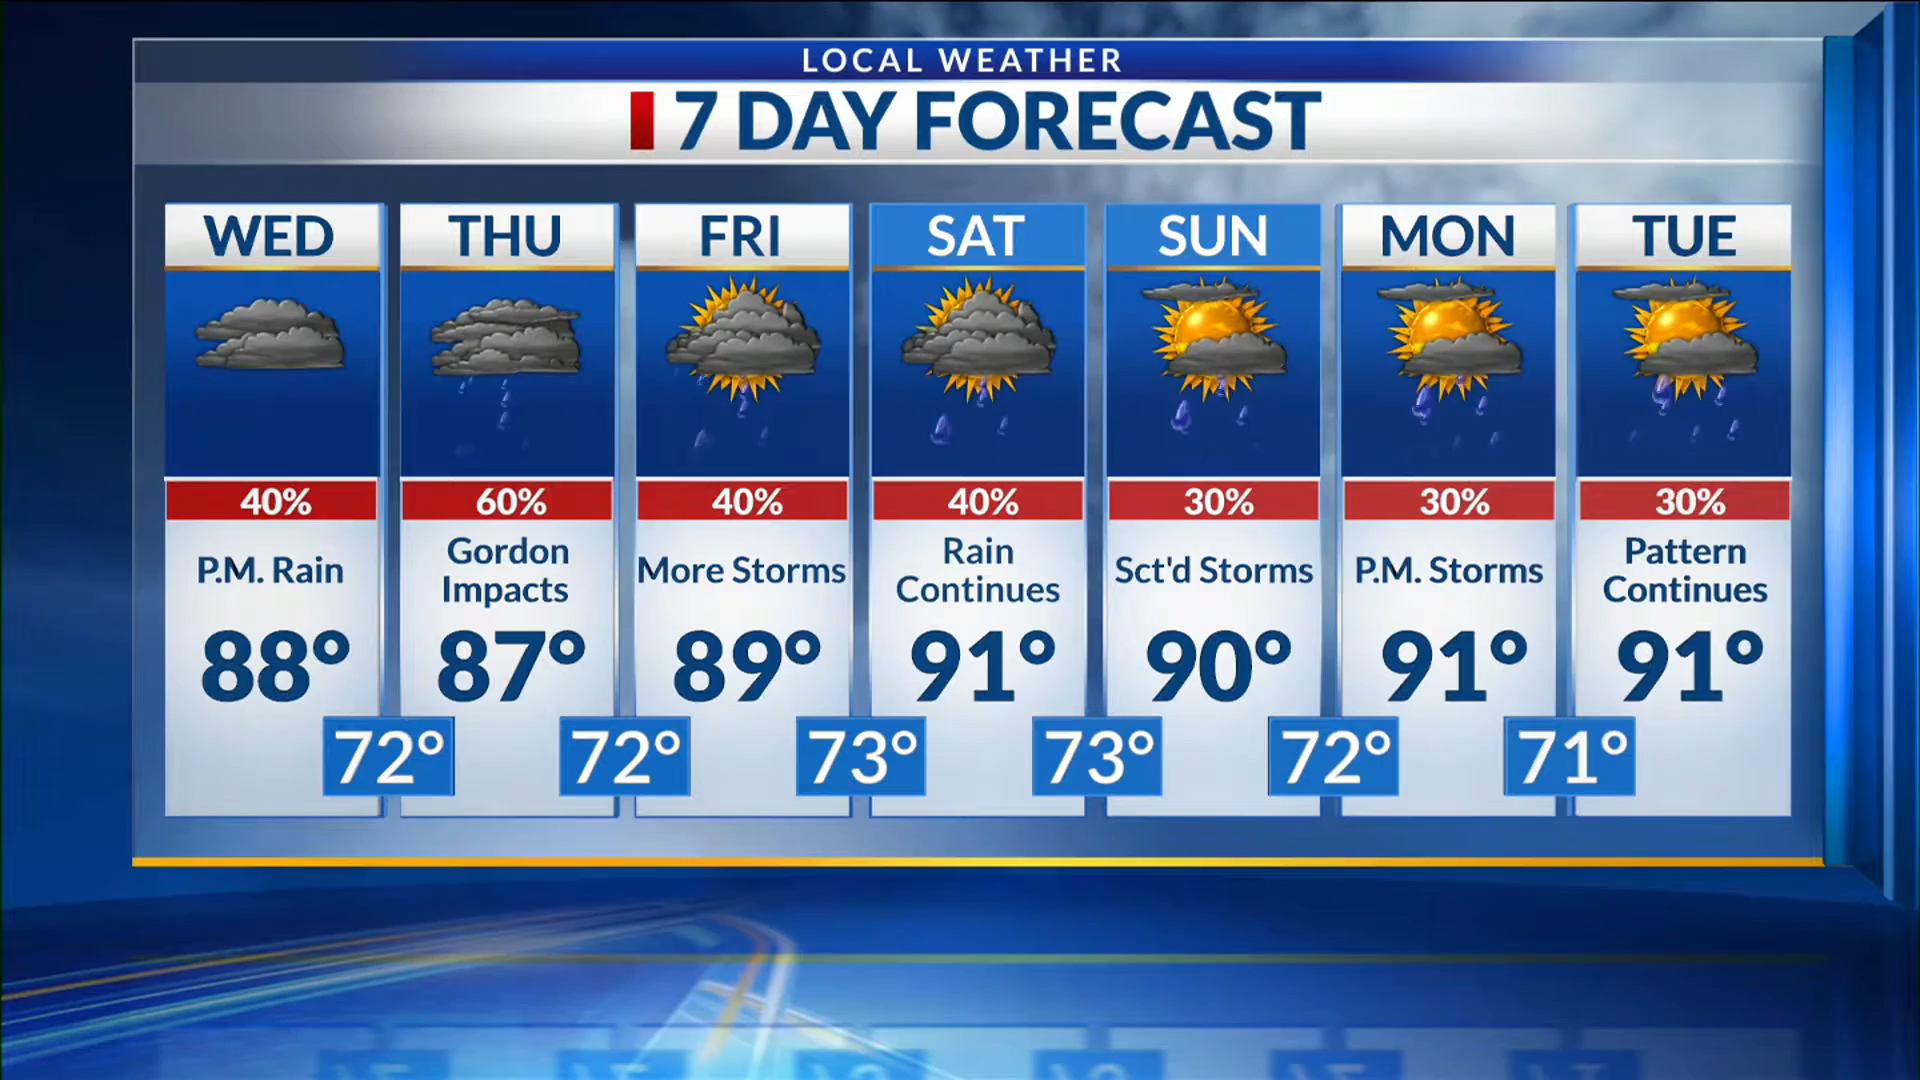 LOCAL WEATHER
7 DAY FORECAST
WED
THU
FRI
SAT
SUN
MON
TUE
40%
60%
40%
40%
30%
30%
30%
P.M. Rain
Gordon
Impacts
More Storms
Rain
Continues
Sct'd Storms
P.M. Storms
Pattern
Continues
88°
87°
89°
91°
90°
91°
91°
72°
72°
73°
73°
72°
71°